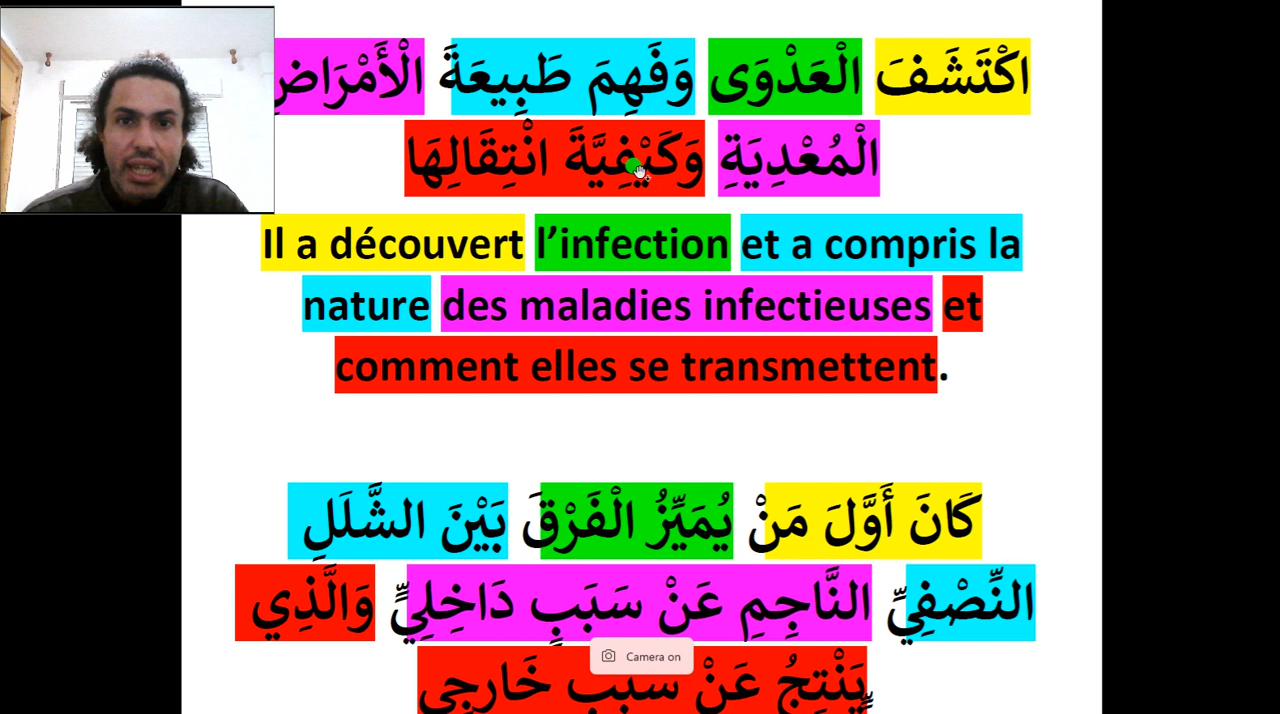 اكْتَشَفَ الْعَدْوَى وَفَهِمَ طَبِيعَةَ الْأَمْرَاضِ
الْمُعْدِيَةِ وَكَيْفِيَّةَ انْتِقَالِهَا
Il a découvert l’infection et a compris la
nature des maladies infectieuses et
comment elles se transmettent.
كَانَ أَوَّلَ مَنْ يُمَيِّزُ الْفَرْقَ بَيْنَ الشَّلَلِ
النِّصْفِيِّ النَّاجِمِ عَنْ سَبَبٍ دَاخِلِيٍّ وَالَّذِي
يَنْتِجُ عَنْ سَبَبٍ خَارِجِيٍّ
Camera on